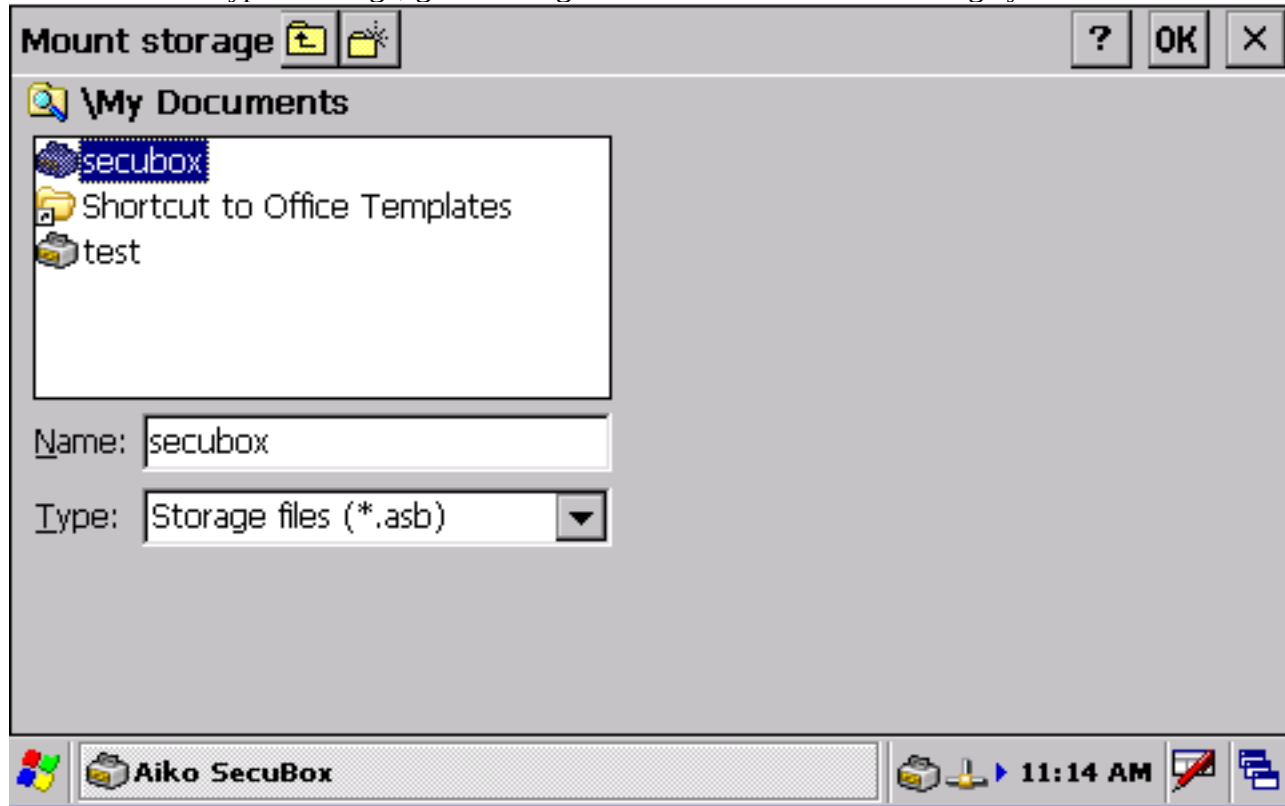 Mount storage
? OK ×
\My Documents
secubox
Shortcut to Office Templates
test
Name: secubox
Type: Storage files (*.asb)
Aiko SecuBox
11:14 AM